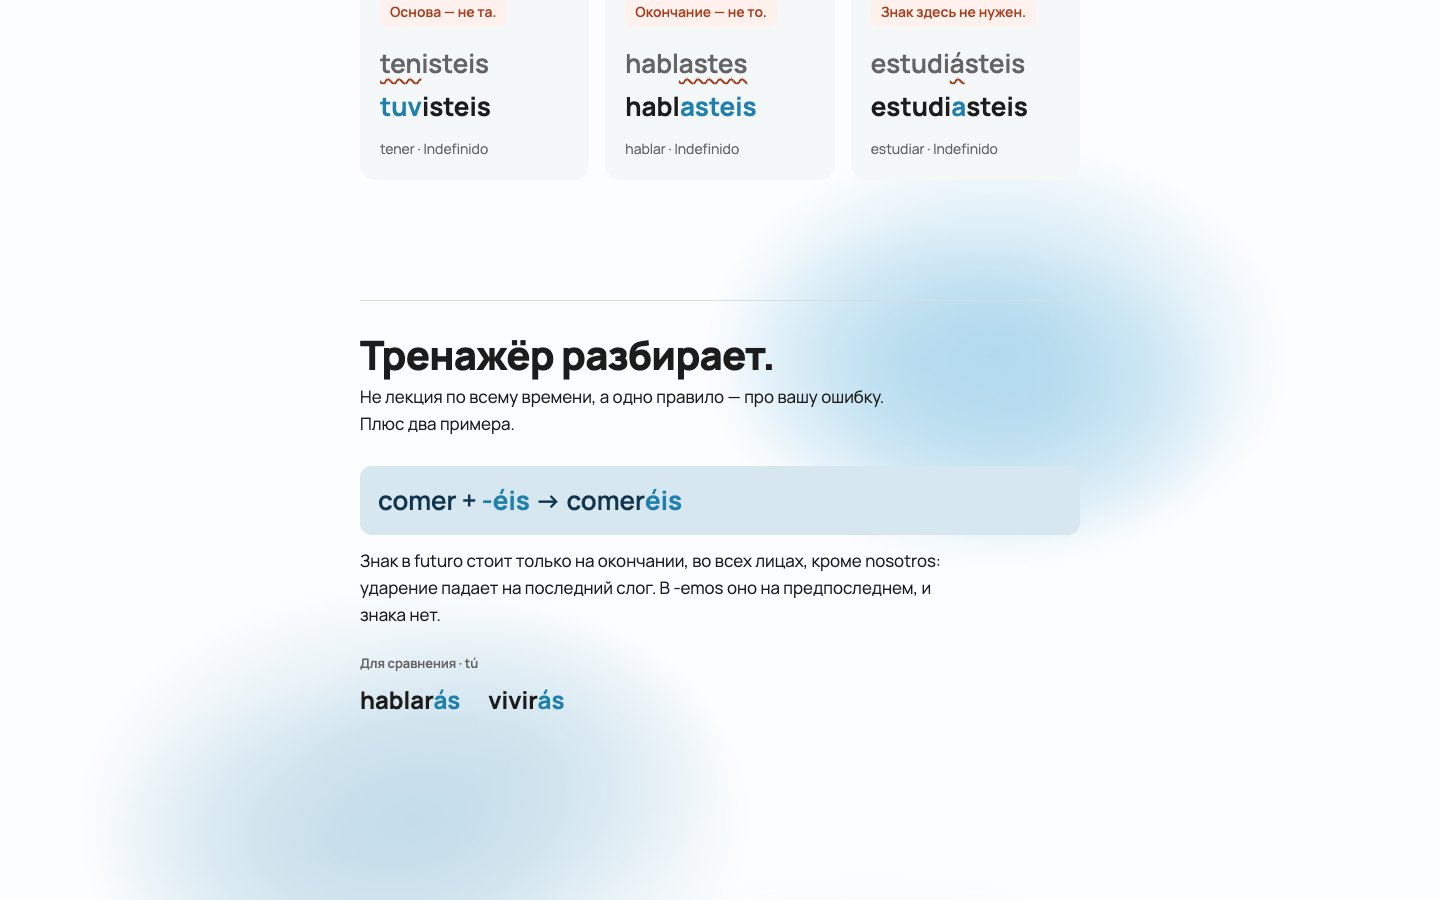 Основа — не та.
Окончание — не то.
Знак здесь не нужен.
tenisteis
hablastes
estudiásteis
tuvisteis
hablasteis
estudiasteis
tener · Indefinido
hablar · Indefinido
estudiar · Indefinido
Тренажёр разбирает.
Не лекция по всему времени, а одно правило — про вашу ошибку.
Плюс два примера.
comer + -éis → comeréis
Знак в futuro стоит только на окончании, во всех лицах, кроме nosotros:
ударение падает на последний слог. В -emos оно на предпоследнем, и
знака нет.
Для сравнения · tú
hablarás vivirás